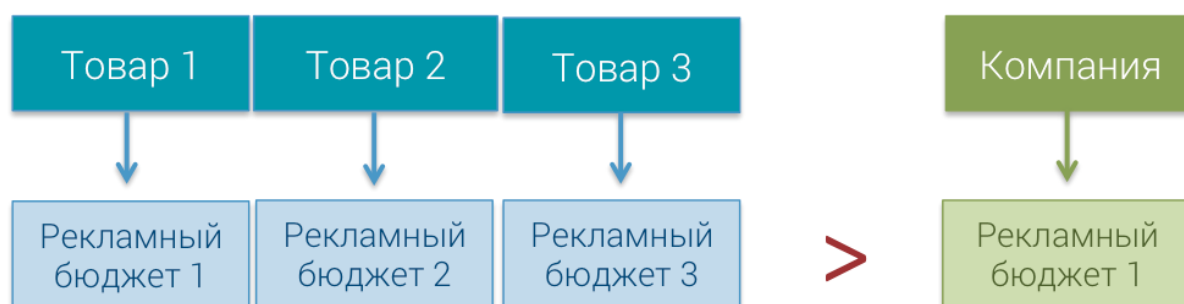 Товар 1
Товар 2
Товар 3
Компания
Рекламный
бюджет 1
Рекламный
бюджет 2
Рекламный
бюджет 3
>
Рекламный
бюджет 1